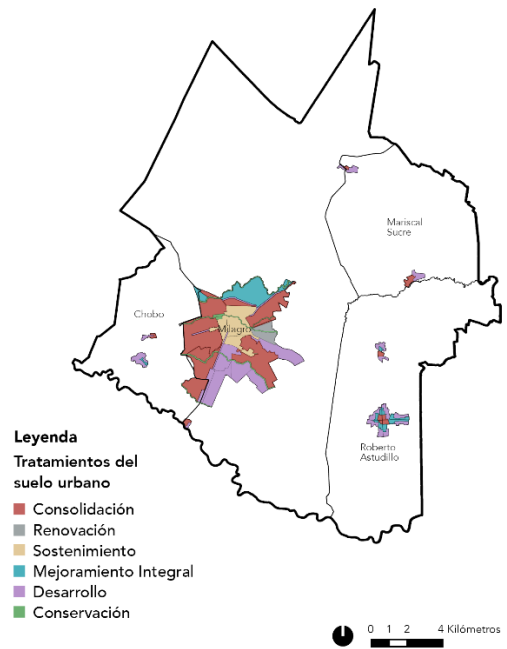 Mariscal
Sucre
Chobo
Milagro
Roberto
Astudillo
Leyenda
Tratamientos del
suelo urbano
Consolidación
Renovación
Sostenimiento
Mejoramiento Integral
Desarrollo
Conservación
0 1 2 4 Kilómetros